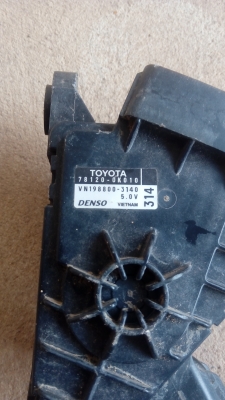 TOYOTA
78120-0K010
VN198800-3140
5.0V
DENSO VIETNAM
314